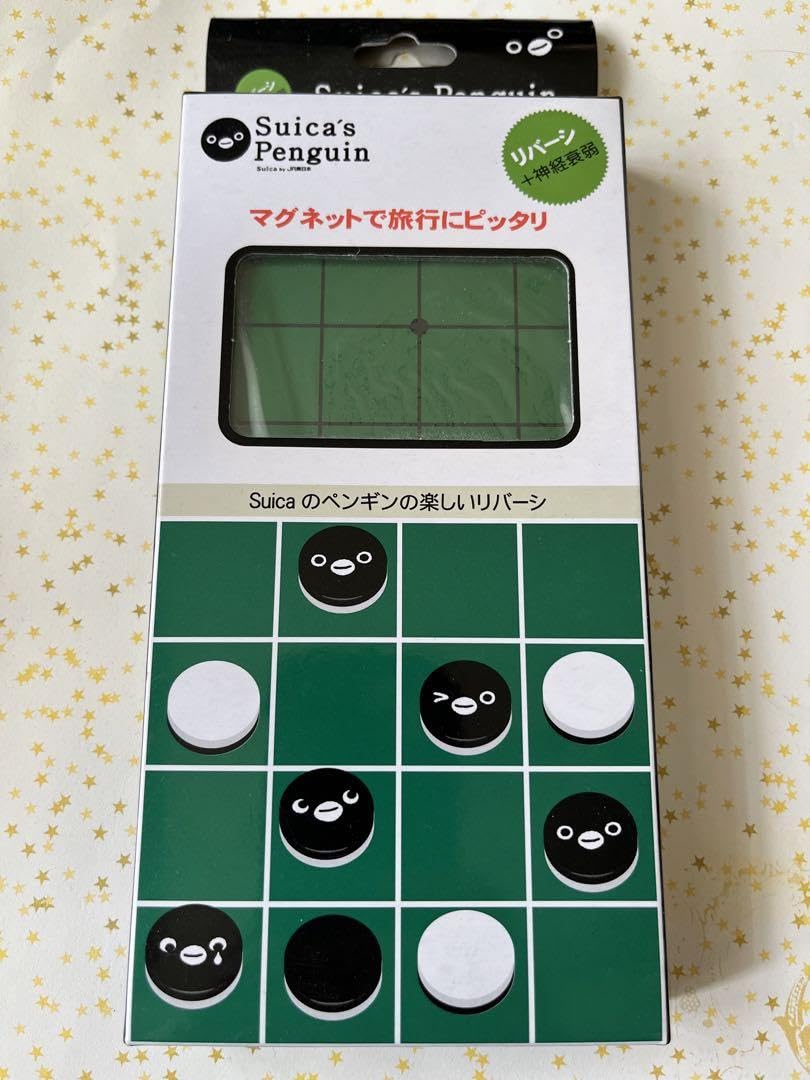 Suica's Penguin
Suica's
Penguin
Suica by JR東日本
リバーシ
+神経衰弱
マグネットで旅行にピッタリ
Suica のペンギンの楽しいリバーシ